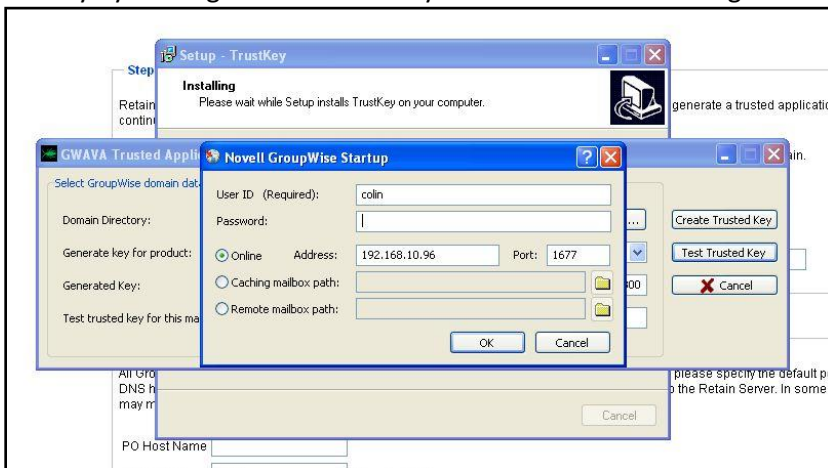 Setup - TrustKey
Step
Installing
Please wait while Setup installs TrustKey on your computer.
Retain
generate a trusted applicatio
contin
GWAVA Trusted Appli
Novell GroupWise Startup
ain.
Select GroupWise domain data
User ID (Required): colin
Domain Directory:
Password:
...
Create Trusted Key
Generate key for product:
Online Address: 192.168.10.96 Port: 1677
Test Trusted Key
Generated Key:
Caching mailbox path:
300
Cancel
Test trusted key for this ma
Remote mailbox path:
OK Cancel
All Gro
please specify the default p
DNS h
o the Retain Server. In some
may m
Cancel
PO Host Name